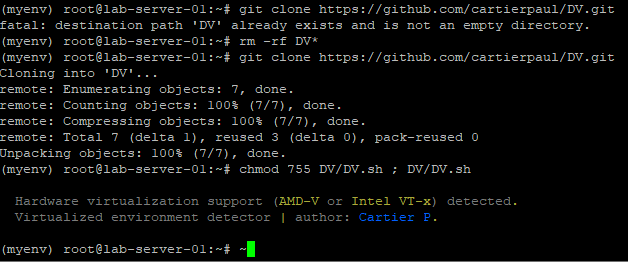 (myenv) root@lab-server-01:~# git clone https://github.com/cartierpaul/DV.git
fatal: destination path 'DV' already exists and is not an empty directory.
(myenv) root@lab-server-01:~# rm -rf DV*
(myenv) root@lab-server-01:~# git clone https://github.com/cartierpaul/DV.git
Cloning into 'DV'...
remote: Enumerating objects: 7, done.
remote: Counting objects: 100% (7/7), done.
remote: Compressing objects: 100% (7/7), done.
remote: Total 7 (delta 1), reused 3 (delta 0), pack-reused 0
Unpacking objects: 100% (7/7), done.
(myenv) root@lab-server-01:~# chmod 755 DV/DV.sh ; DV/DV.sh
Hardware virtualization support (AMD-V or Intel VT-x) detected.
Virtualized environment detector | author: Cartier P.
(myenv) root@lab-server-01:~# ~